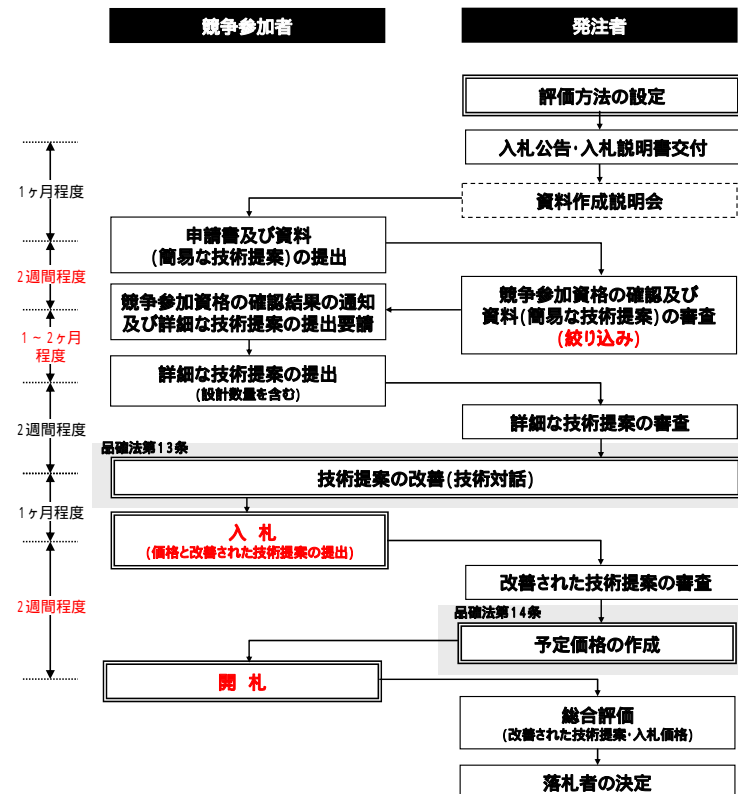 競争参加者
発注者
評価方法の設定
入札公告・入札説明書交付
1ヶ月程度
資料作成説明会
申請書及び資料
(簡易な技術提案)の提出
2週間程度
競争参加資格の確認及び
資料(簡易な技術提案)の審査
(絞り込み)
競争参加資格の確認結果の通知
及び詳細な技術提案の提出要請
1～2ヶ月
程度
詳細な技術提案の提出
(設計数量を含む)
2週間程度
詳細な技術提案の審査
品確法第13条
技術提案の改善(技術対話)
1ヶ月程度
入 札
(価格と改善された技術提案の提出)
改善された技術提案の審査
2週間程度
品確法第14条
予定価格の作成
開 札
総合評価
(改善された技術提案・入札価格)
落札者の決定